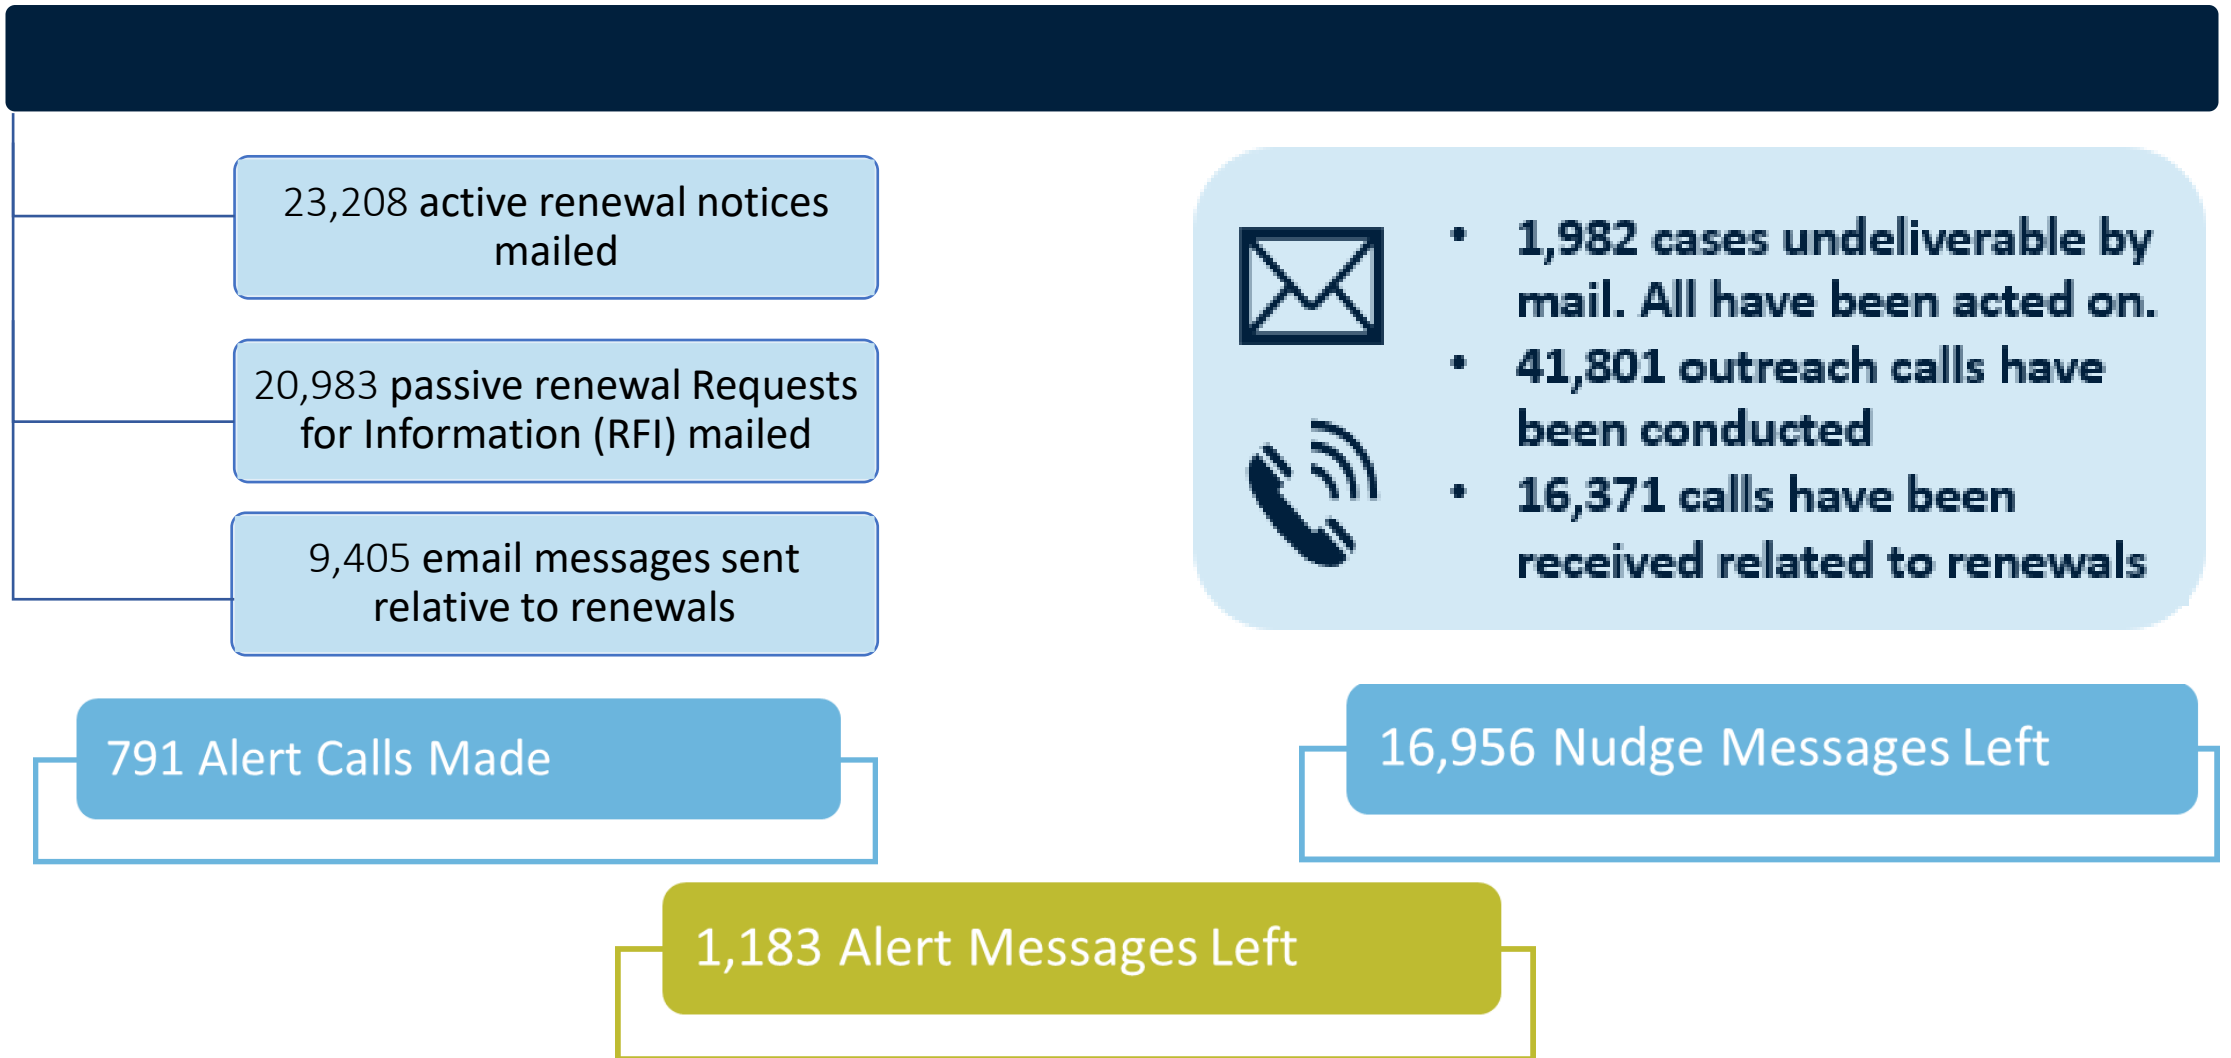 23,208 active renewal notices
mailed
20,983 passive renewal Requests
for Information (RFI) mailed
9,405 email messages sent
relative to renewals
• 1,982 cases undeliverable by
mail. All have been acted on.
• 41,801 outreach calls have
been conducted
• 16,371 calls have been
received related to renewals
791 Alert Calls Made
16,956 Nudge Messages Left
1,183 Alert Messages Left